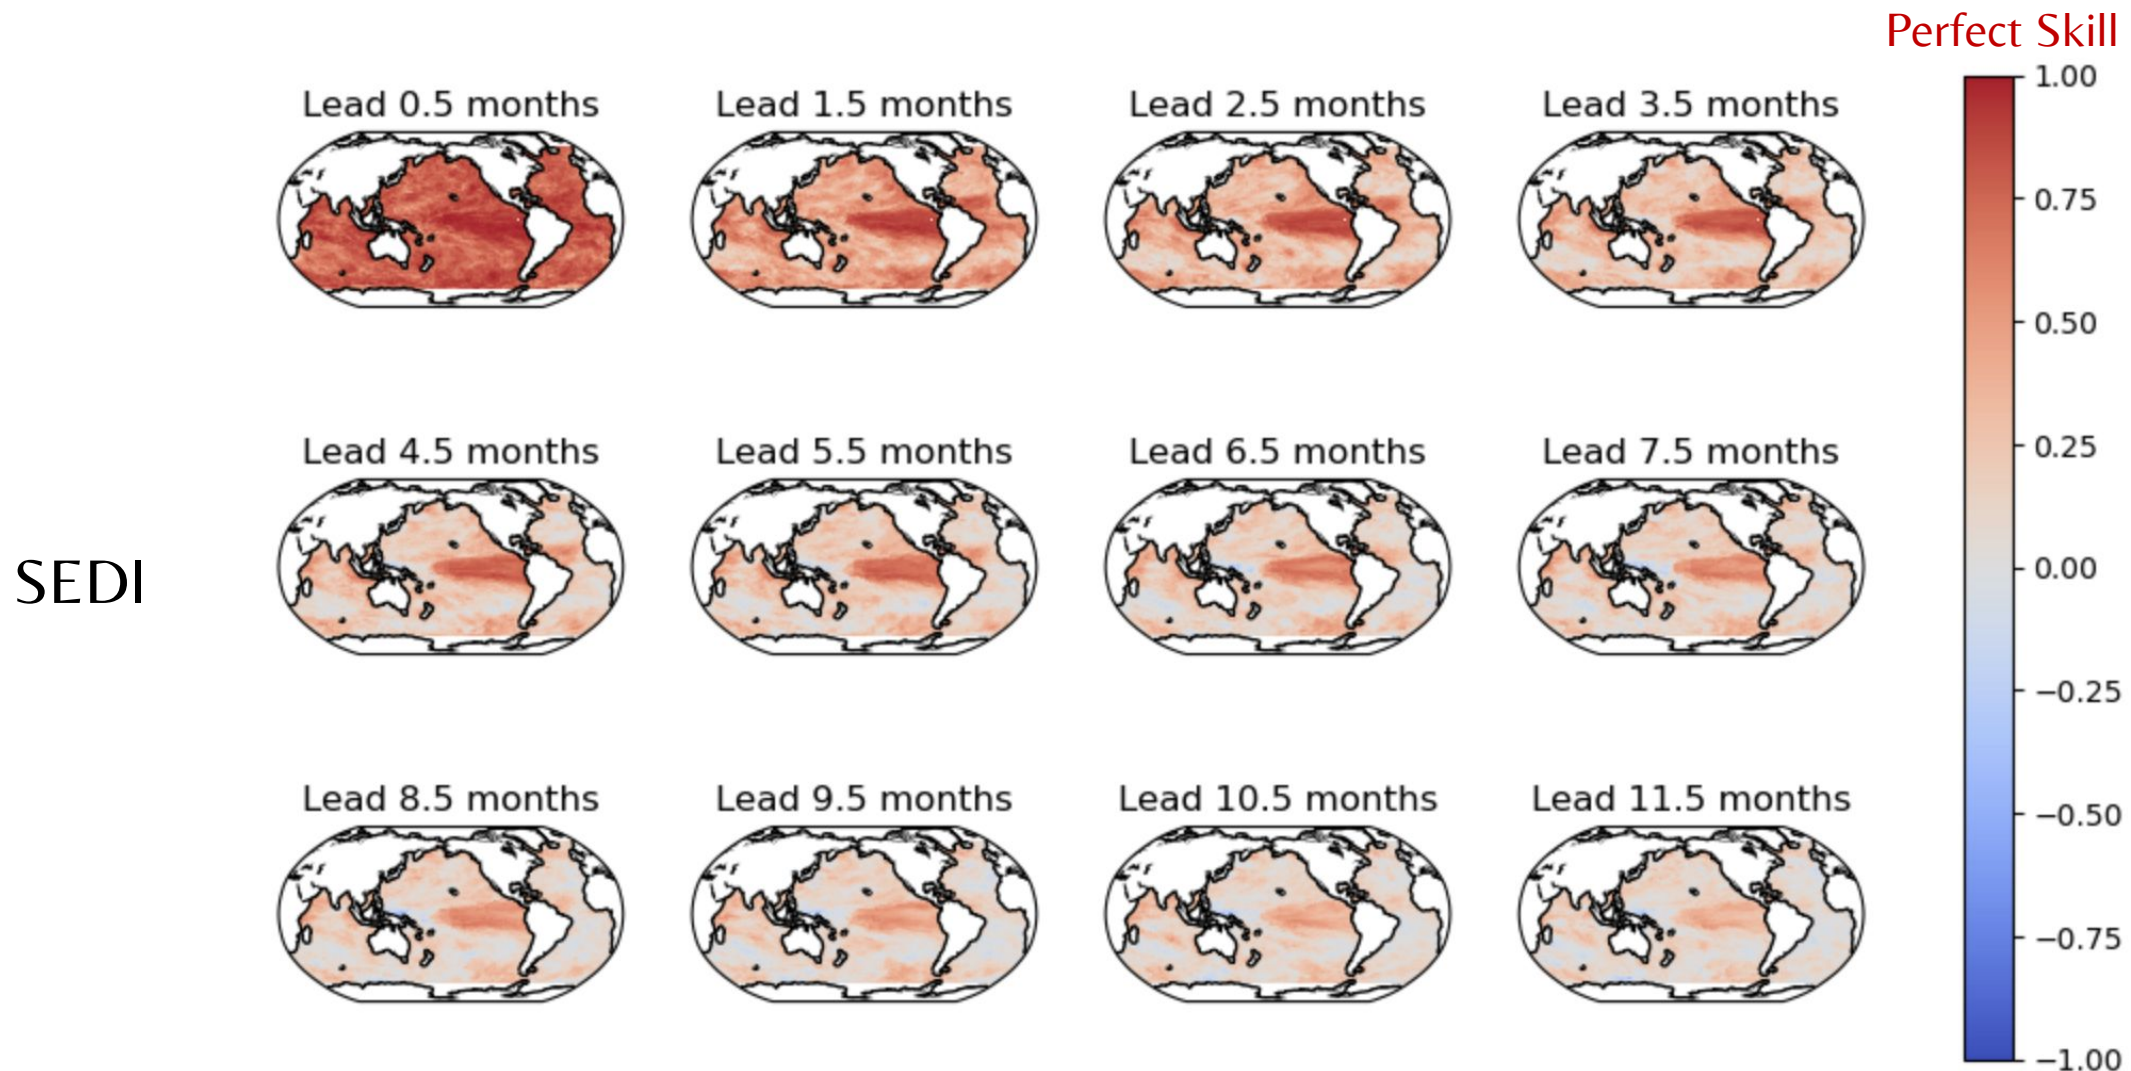 Perfect Skill
Lead 0.5 months
Lead 1.5 months
Lead 2.5 months
Lead 3.5 months
Lead 4.5 months
Lead 5.5 months
Lead 6.5 months
Lead 7.5 months
SEDI
Lead 8.5 months
Lead 9.5 months
Lead 10.5 months
Lead 11.5 months
1.00
0.75
0.50
0.25
0.00
−0.25
−0.50
−0.75
−1.00